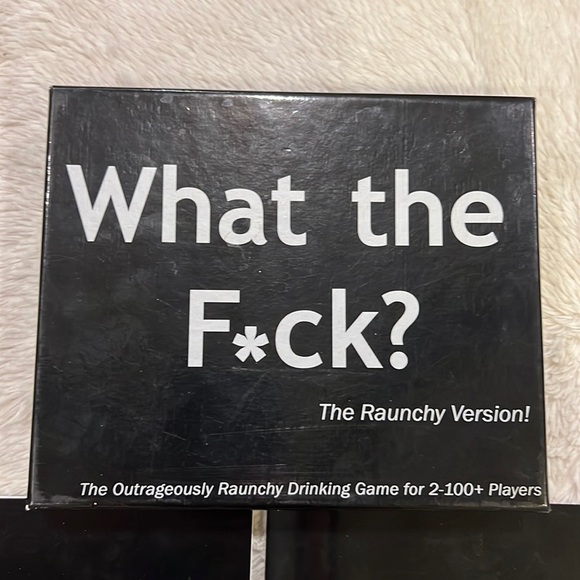 What the
F*ck?
The Raunchy Version!
The Outrageously Raunchy Drinking Game for 2-100+ Players